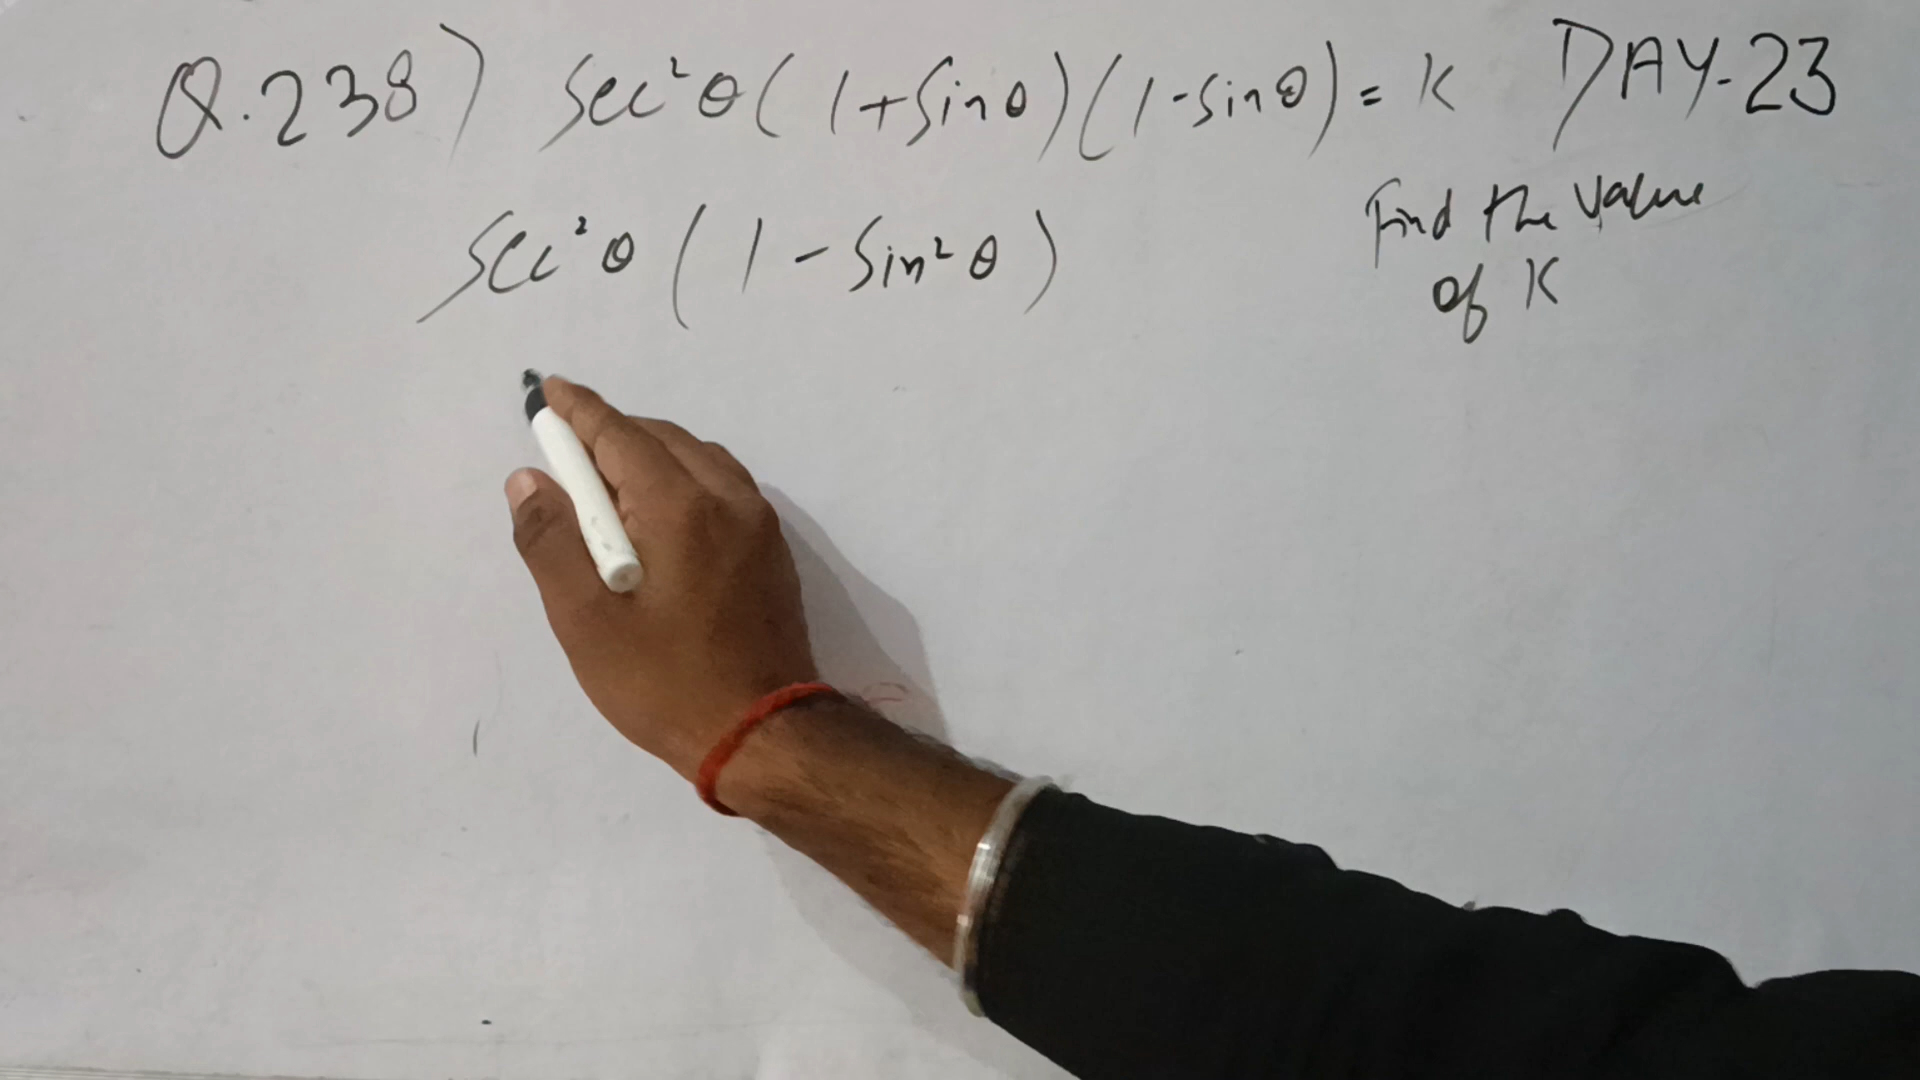 Q.238) Sec²θ(1+Sinθ)(1-Sinθ)=K DAY-23
Find the Value
of K
Sec²θ(1-Sin²θ)